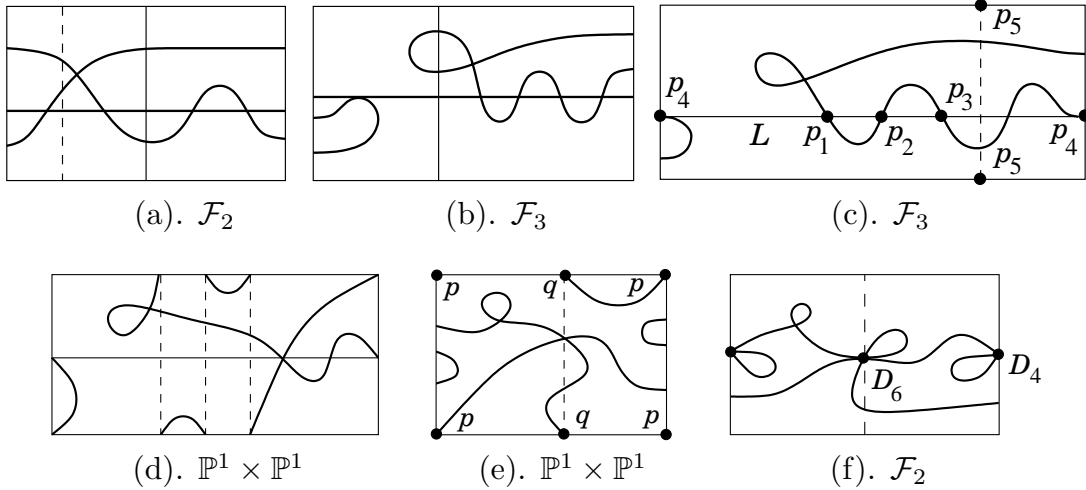 p₅
p₄
p₃
L
p₁
p₂
p₄
p₅
(a). 𝓕₂
(b). 𝓕₃
(c). 𝓕₃
p
q
p
D₆
D₄
p
q
p
(d). ℙ¹ × ℙ¹
(e). ℙ¹ × ℙ¹
(f). 𝓕₂